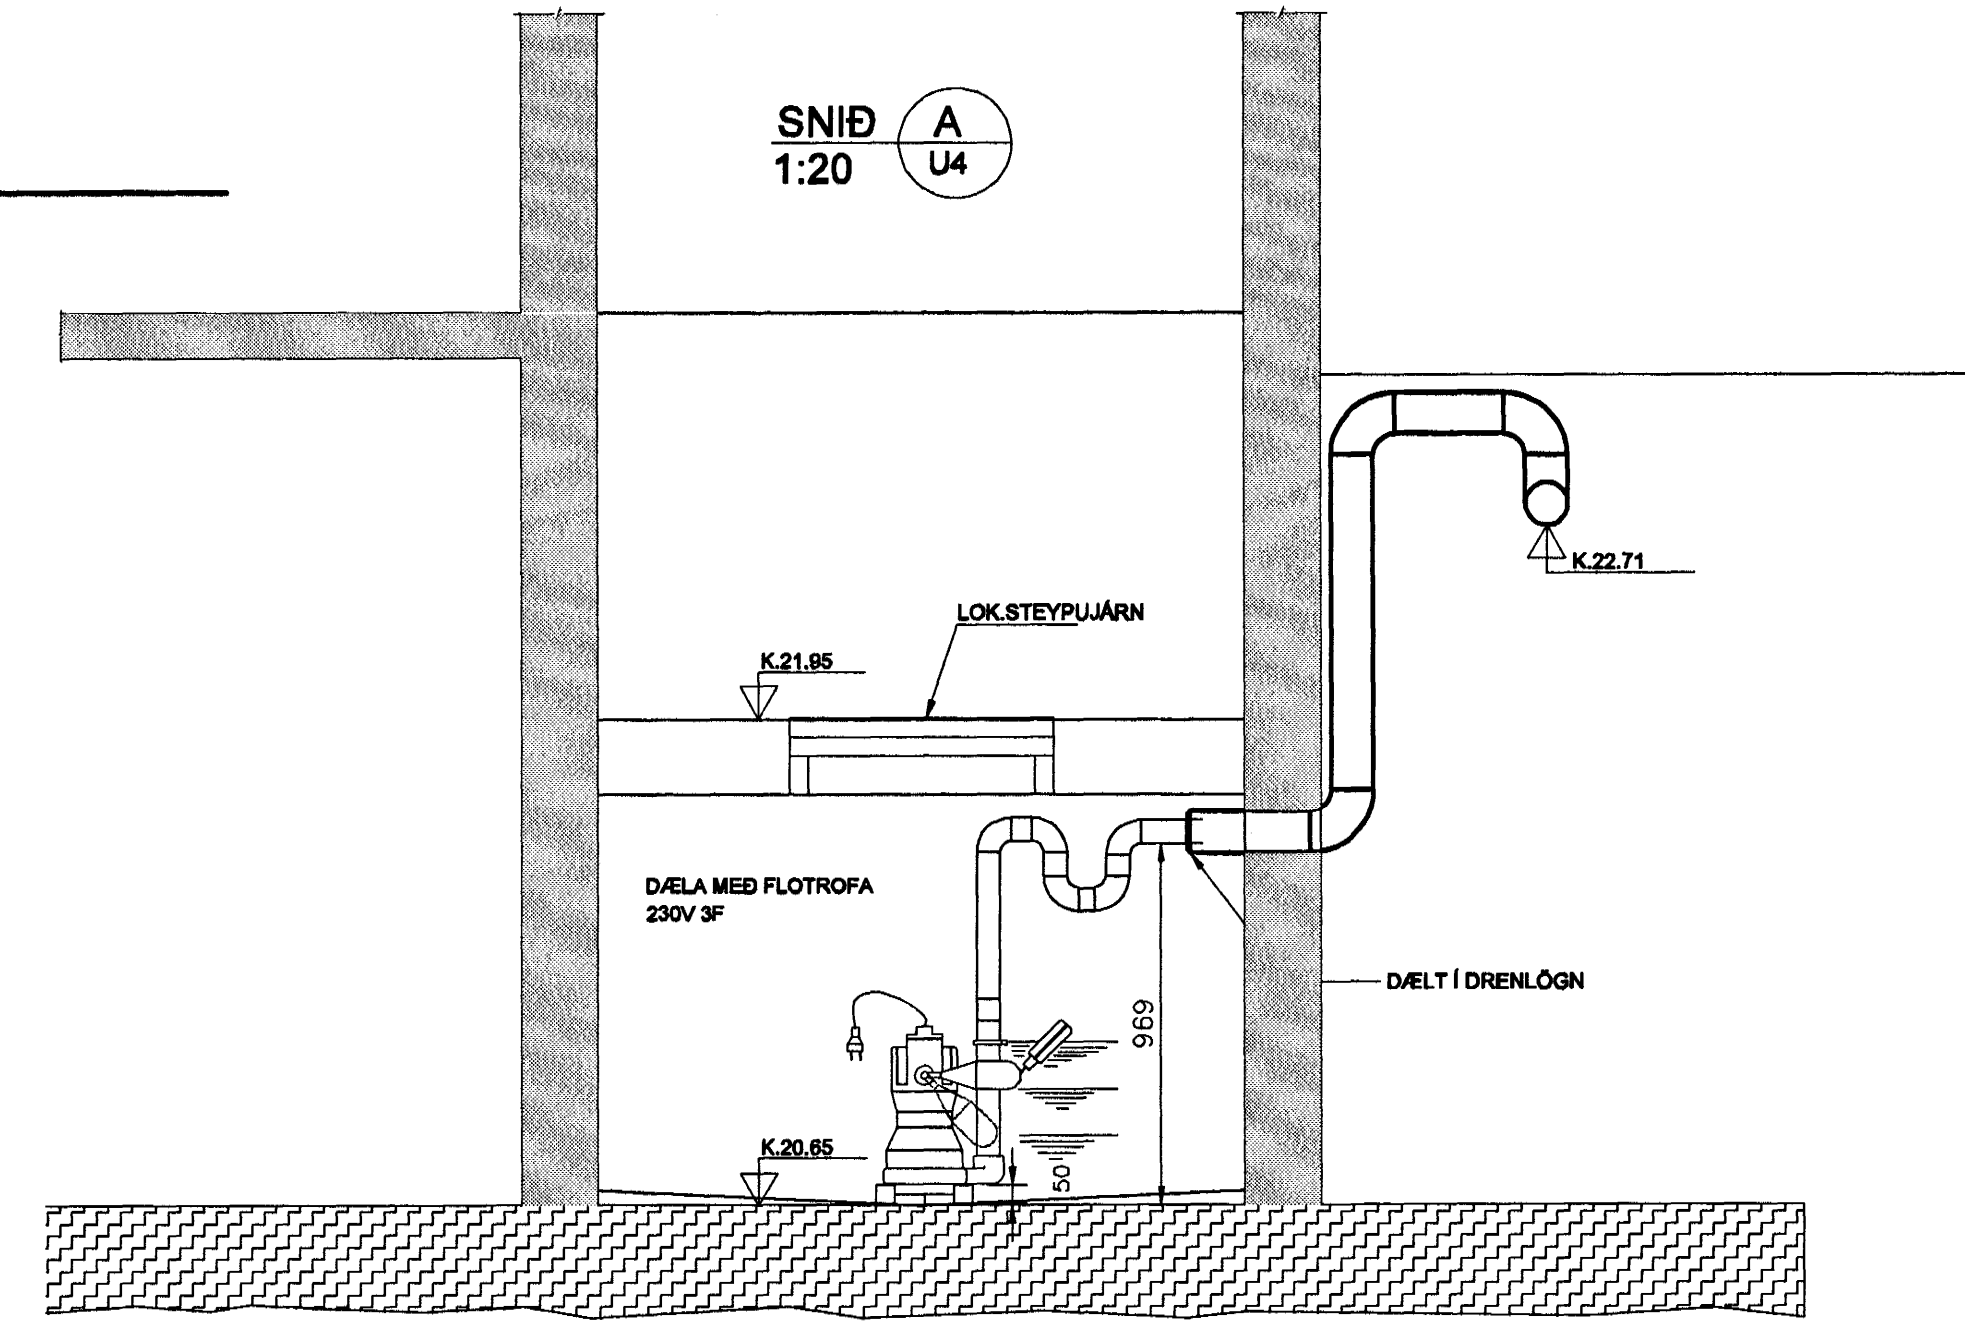 SNIÐ A
1:20 U4
K.22.71
LOK.STEYPUJÁRN
K.21.95
DÆLA MEÐ FLOTROFA
230V 3F
DÆLT Í DRENLÖGN
969
K.20.65
50